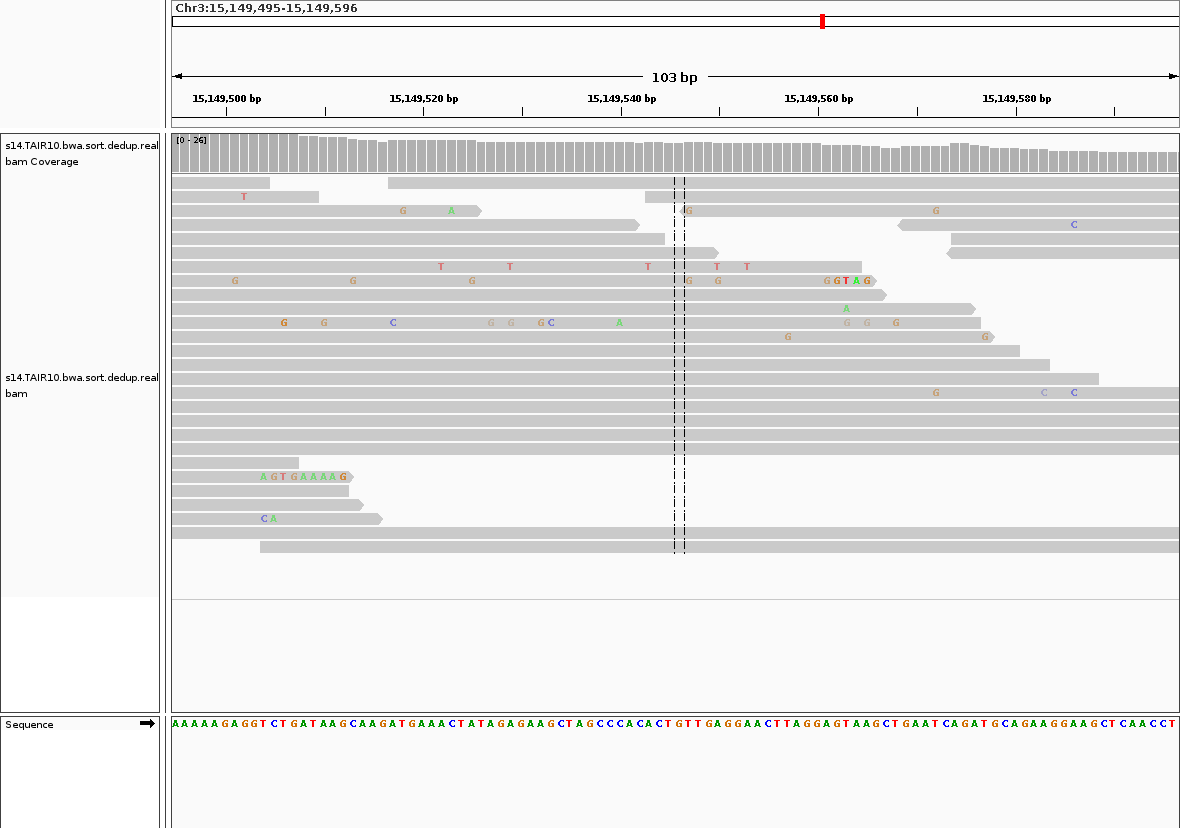 Chr3:15,149,495-15,149,596
103 bp
15,149,500 bp 15,149,520 bp 15,149,540 bp 15,149,560 bp 15,149,580 bp
s14.TAIR10.bwa.sort.dedup.real
bam Coverage
[0 - 26]
T
G A G G
C
T T T T T
G G G G G G G T A G
A
G G C G G G C A G G G
G G
s14.TAIR10.bwa.sort.dedup.real
bam
G C C
A G T G A A A A G
C A
Sequence
AAAAAGAGGTCTGATAAGCAAGATGAAACTATAGAGAAGCTAGCCCACACTGTTGAGGAACTTAGGAGTAAGCTGAATCAGATGCAGAAGGAAGCTCAACCT